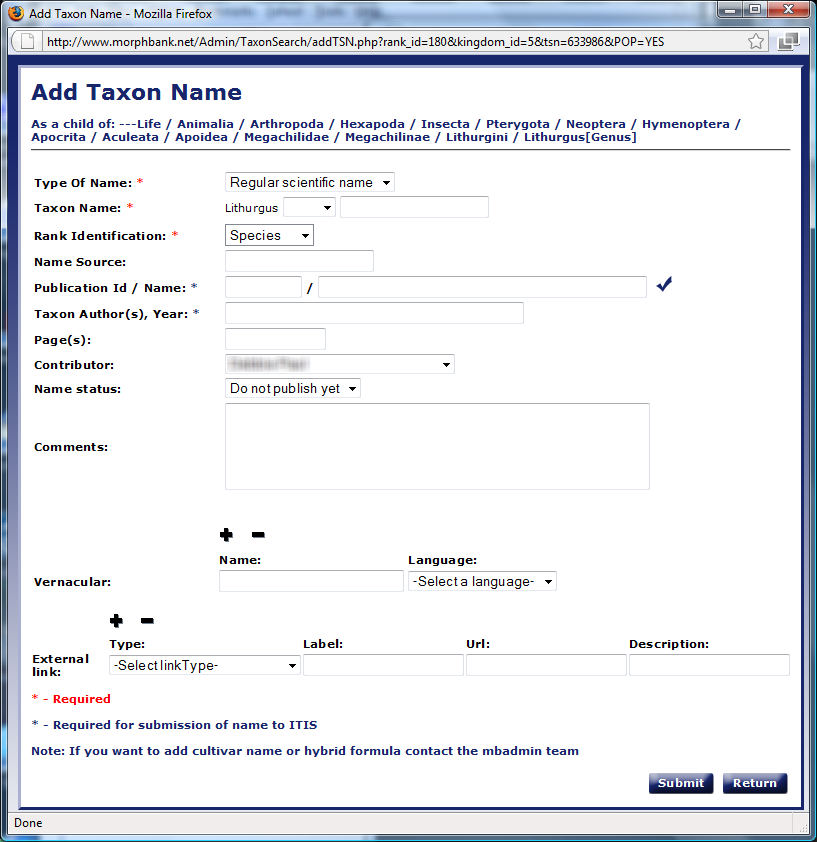 Add Taxon Name - Mozilla Firefox
http://www.morphbank.net/Admin/TaxonSearch/addTSN.php?rank_id=180&kingdom_id=5&tsn=633986&POP=YES
Add Taxon Name
As a child of: ---Life / Animalia / Arthropoda / Hexapoda / Insecta / Pterygota / Neoptera / Hymenoptera /
Apocrita / Aculeata / Apoidea / Megachilidae / Megachilinae / Lithurgini / Lithurgus[Genus]
Type Of Name: * Regular scientific name
Taxon Name: * Lithurgus
Rank Identification: * Species
Name Source:
Publication Id / Name: * /
Taxon Author(s), Year: *
Page(s):
Contributor:
Name status: Do not publish yet
Comments:
Name: Language:
Vernacular: -Select a language-
Type: Label: Url: Description:
External
link: -Select linkType-
* - Required
* - Required for submission of name to ITIS
Note: If you want to add cultivar name or hybrid formula contact the mbadmin team
Submit Return
Done